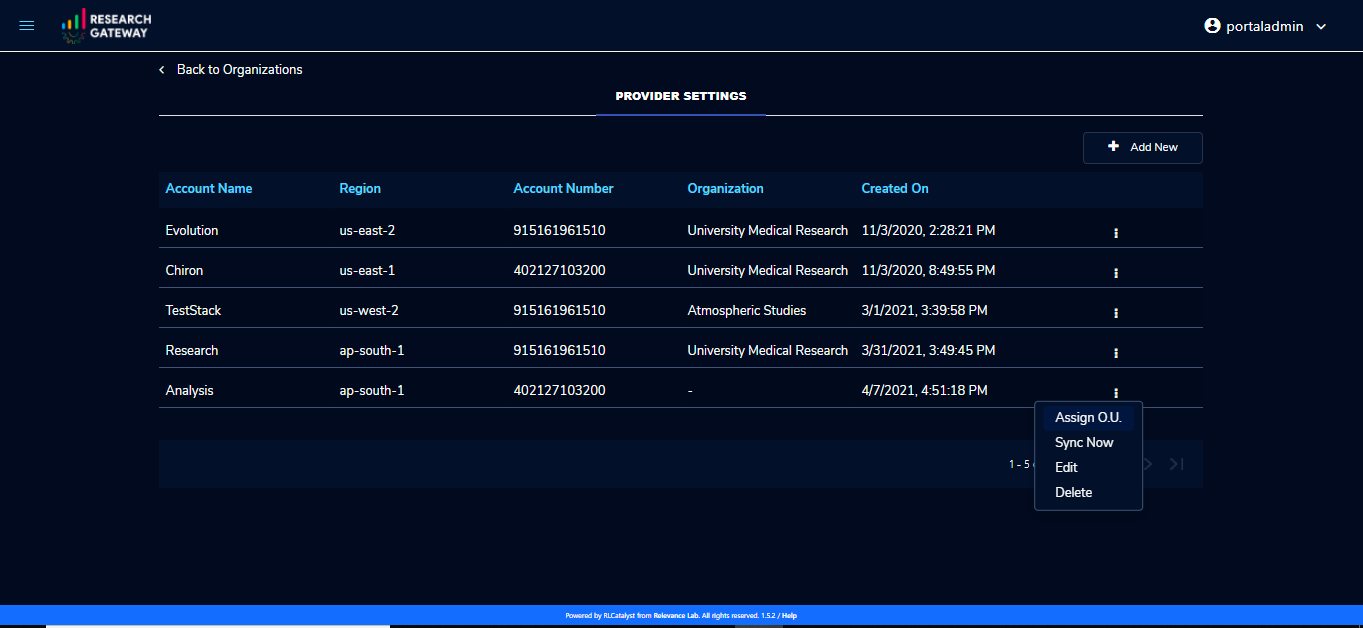 RESEARCH
GATEWAY
portaladmin
Back to Organizations
PROVIDER SETTINGS
Add New
Account Name Region Account Number Organization Created On
Evolution us-east-2 915161961510 University Medical Research 11/3/2020, 2:28:21 PM
Chiron us-east-1 402127103200 University Medical Research 11/3/2020, 8:49:55 PM
TestStack us-west-2 915161961510 Atmospheric Studies 3/1/2021, 3:39:58 PM
Research ap-south-1 915161961510 University Medical Research 3/31/2021, 3:49:45 PM
Analysis ap-south-1 402127103200 - 4/7/2021, 4:51:18 PM
Assign O.U.
Sync Now
1 - 5
Edit
Delete
Powered by RLCatalyst from Relevance Lab. All rights reserved. 1.5.2 / Help